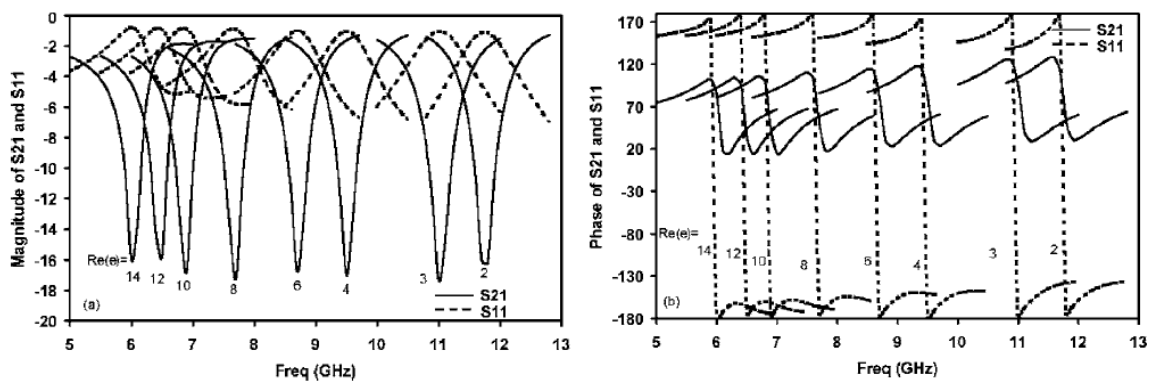 0
-2
-4
-6
-8
-10
-12
-14
-16
-18
-20
Magnitude of S21 and S11
Re(e)=
14 12 10 8 6 4 3 2
(a)
S21
S11
5 6 7 8 9 10 11 12 13
Freq (GHz)
170
120
70
20
-30
-80
-130
-180
Phase of S21 and S11
S21
S11
Re(e)=
14 12 10 8 6 4 3 2
(b)
5 6 7 8 9 10 11 12 13
Freq (GHz)